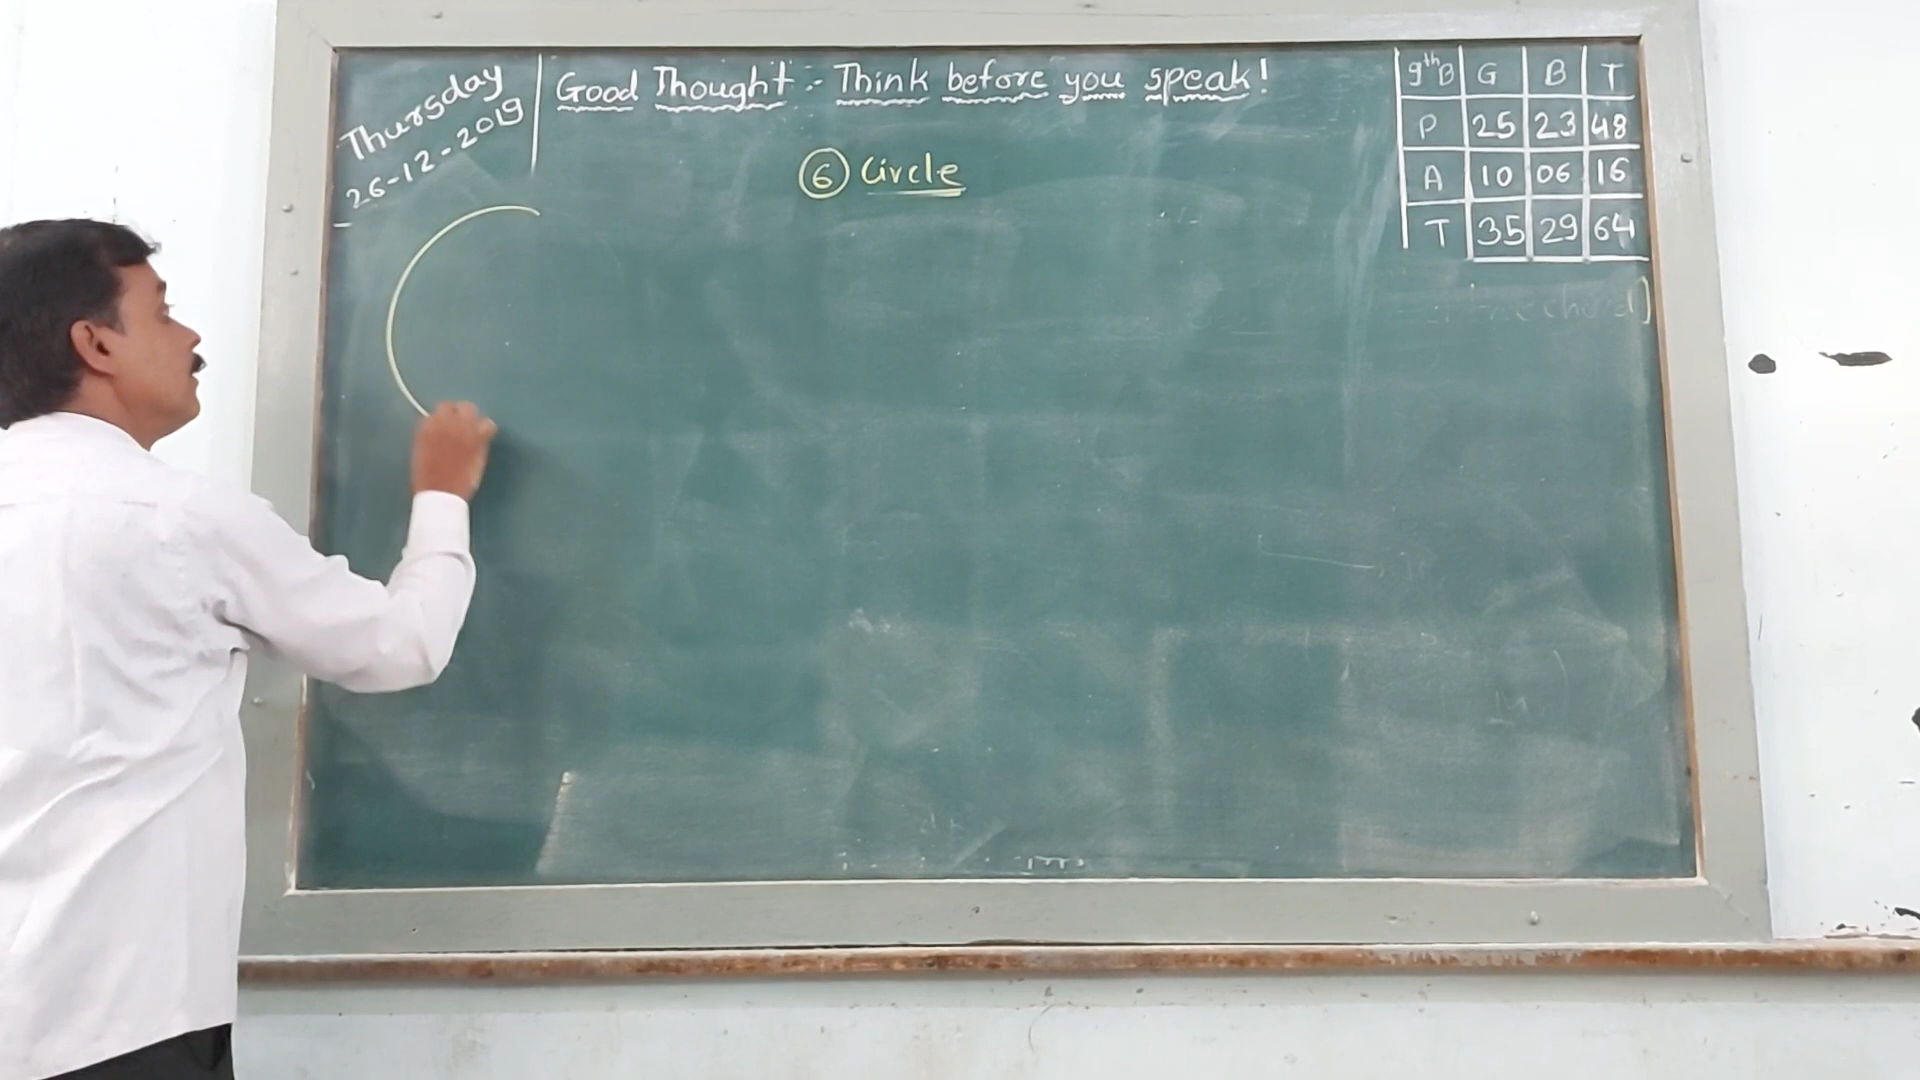 Thursday
26-12-2019
Good Thought :- Think before you speak!
⑥ Circle
9th B G B T
P 25 23 48
A 10 06 16
T 35 29 64
chord]